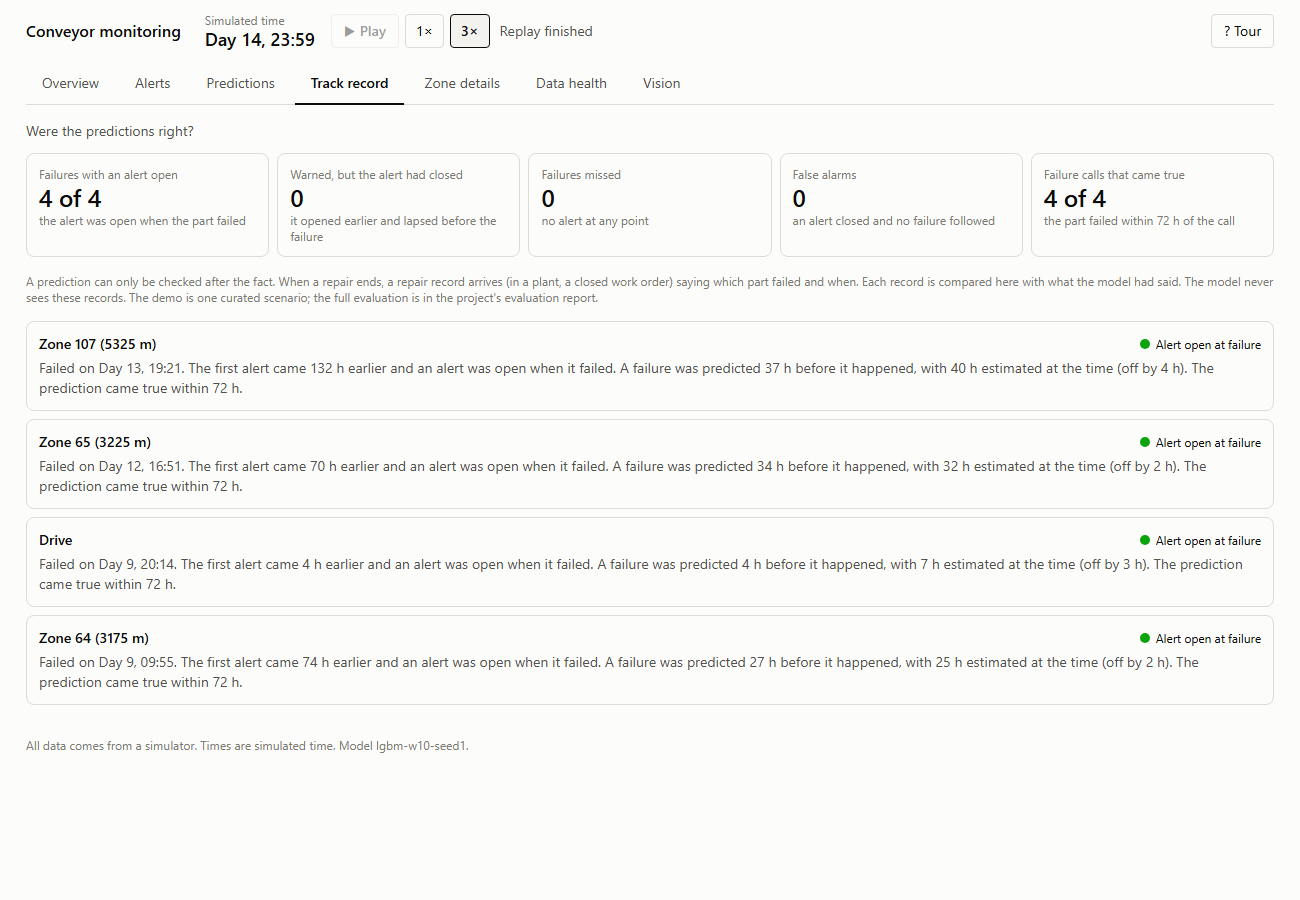 Conveyor monitoring
Simulated time
Day 14, 23:59
▶ Play
1×
3×
Replay finished
? Tour
Overview
Alerts
Predictions
Track record
Zone details
Data health
Vision
Were the predictions right?
Failures with an alert open
4 of 4
the alert was open when the part failed
Warned, but the alert had closed
0
it opened earlier and lapsed before the
failure
Failures missed
0
no alert at any point
False alarms
0
an alert closed and no failure followed
Failure calls that came true
4 of 4
the part failed within 72 h of the call
A prediction can only be checked after the fact. When a repair ends, a repair record arrives (in a plant, a closed work order) saying which part failed and when. Each record is compared here with what the model had said. The model never
sees these records. The demo is one curated scenario; the full evaluation is in the project's evaluation report.
Zone 107 (5325 m)
Alert open at failure
Failed on Day 13, 19:21. The first alert came 132 h earlier and an alert was open when it failed. A failure was predicted 37 h before it happened, with 40 h estimated at the time (off by 4 h). The
prediction came true within 72 h.
Zone 65 (3225 m)
Alert open at failure
Failed on Day 12, 16:51. The first alert came 70 h earlier and an alert was open when it failed. A failure was predicted 34 h before it happened, with 32 h estimated at the time (off by 2 h). The
prediction came true within 72 h.
Drive
Alert open at failure
Failed on Day 9, 20:14. The first alert came 4 h earlier and an alert was open when it failed. A failure was predicted 4 h before it happened, with 7 h estimated at the time (off by 3 h). The prediction
came true within 72 h.
Zone 64 (3175 m)
Alert open at failure
Failed on Day 9, 09:55. The first alert came 74 h earlier and an alert was open when it failed. A failure was predicted 27 h before it happened, with 25 h estimated at the time (off by 2 h). The
prediction came true within 72 h.
All data comes from a simulator. Times are simulated time. Model lgbm-w10-seed1.